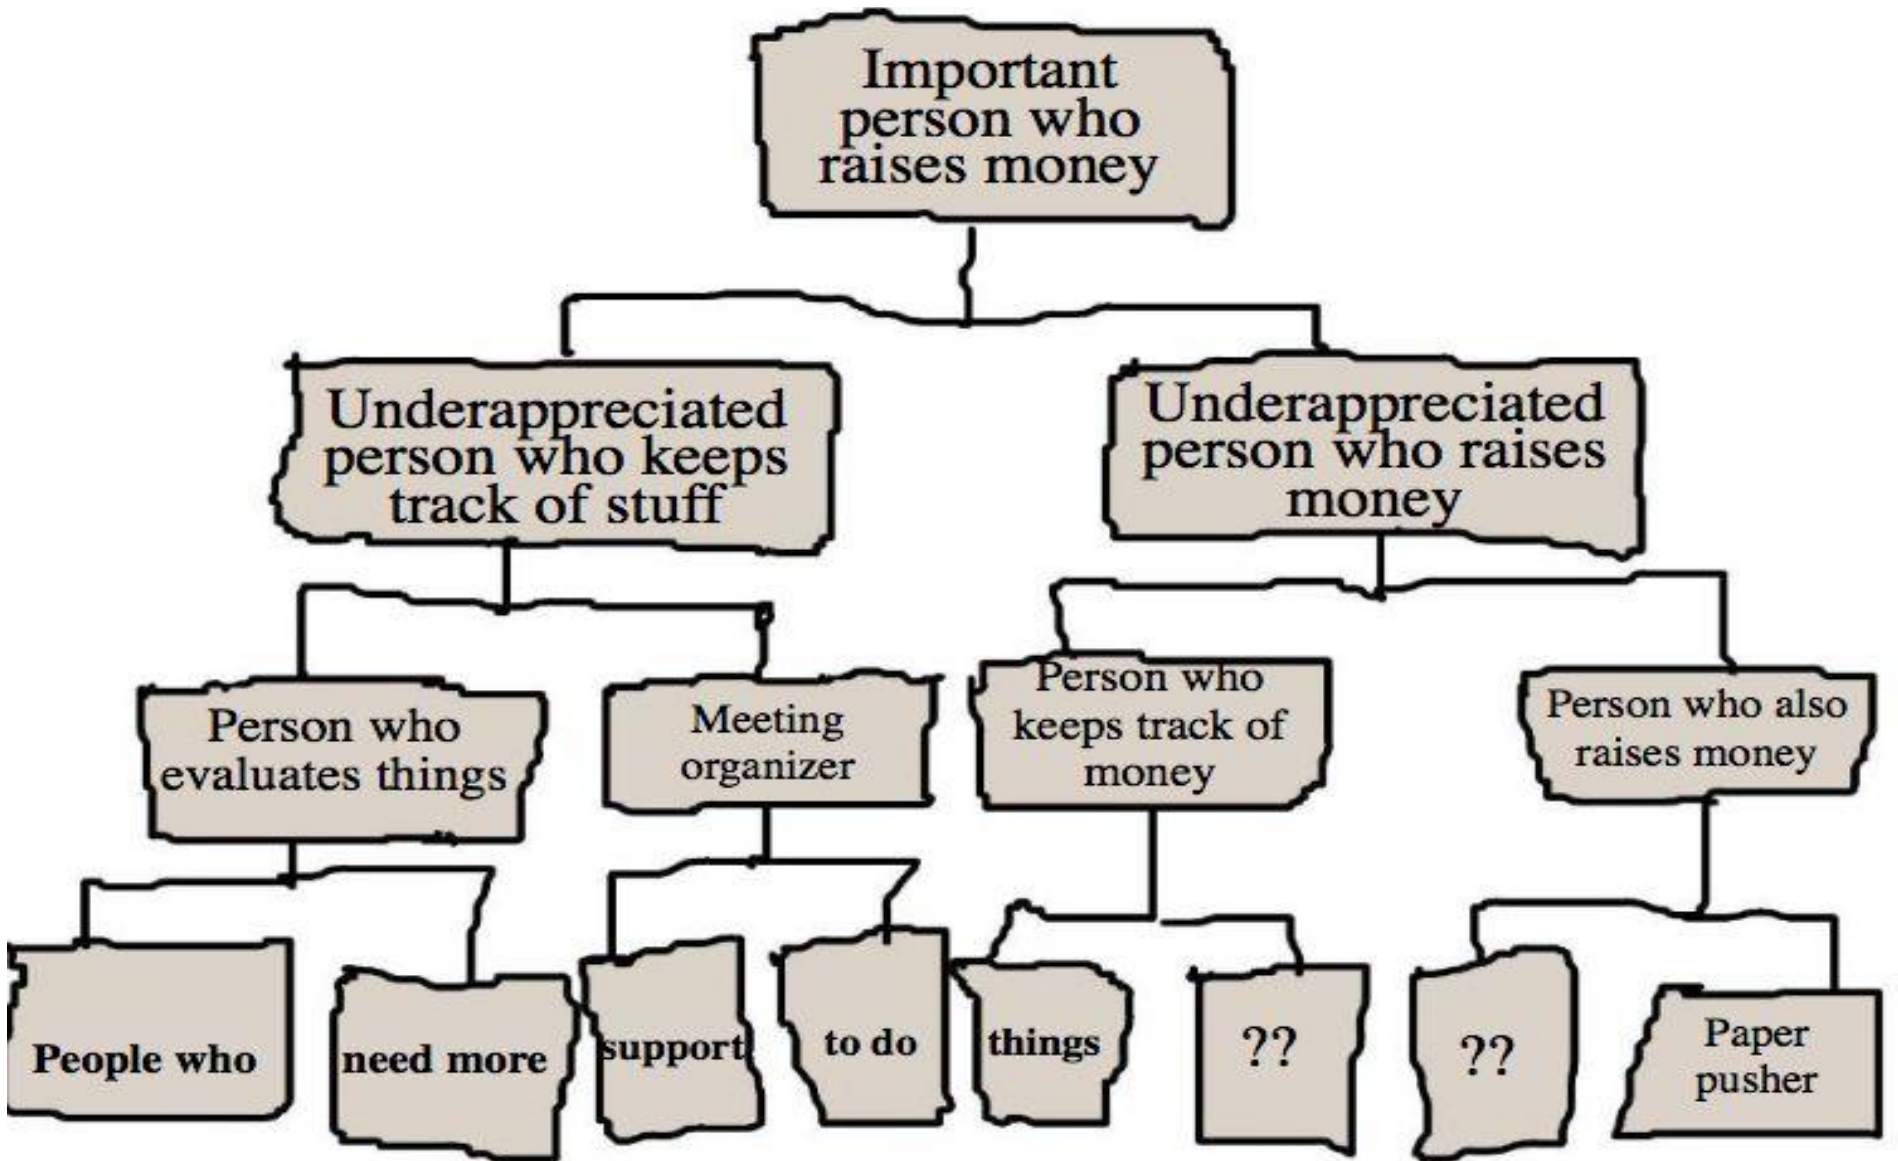 Important
person who
raises money
Underappreciated
person who keeps
track of stuff
Underappreciated
person who raises
money
Person who
evaluates things
Meeting
organizer
Person who
keeps track of
money
Person who also
raises money
People who
need more
support
to do
things
??
??
Paper
pusher